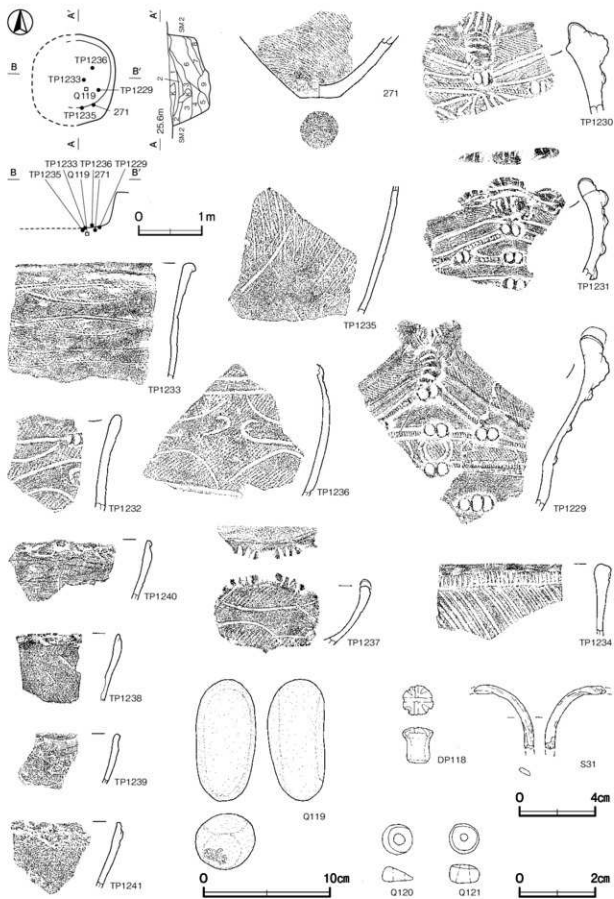 A'
A'
SM 2
B
TP1236
TP1233
B'
Q119
TP1229
TP1235
271
25.6m
A
A
SM 2
TP1233 TP1236 TP1229
TP1235 Q119 271
B
B'
0 1m
271
TP1230
TP1231
TP1235
TP1233
TP1236
TP1229
TP1232
TP1240
TP1237
TP1234
TP1238
DP118
S31
0 4cm
TP1239
Q119
TP1241
0 10cm
Q120
Q121
0 2cm